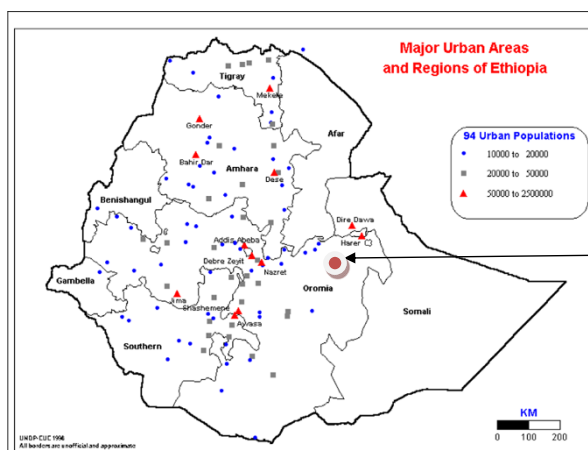 Major Urban Areas
and Regions of Ethiopia
Tigray
Mekele
Gonder
Afar
94 Urban Populations
10000 to 20000
20000 to 50000
50000 to 2500000
Bahir Dar
Amhara
Dese
Benishangul
Dire Dawa
Harer
Addis Abeba
Debre Zeyit
Nazret
Gambella
Jima
Oromia
Shashemene
Awasa
Somali
Southern
KM
0 100 200
UNDP-CUC 1996
All borders are unofficial and approximate